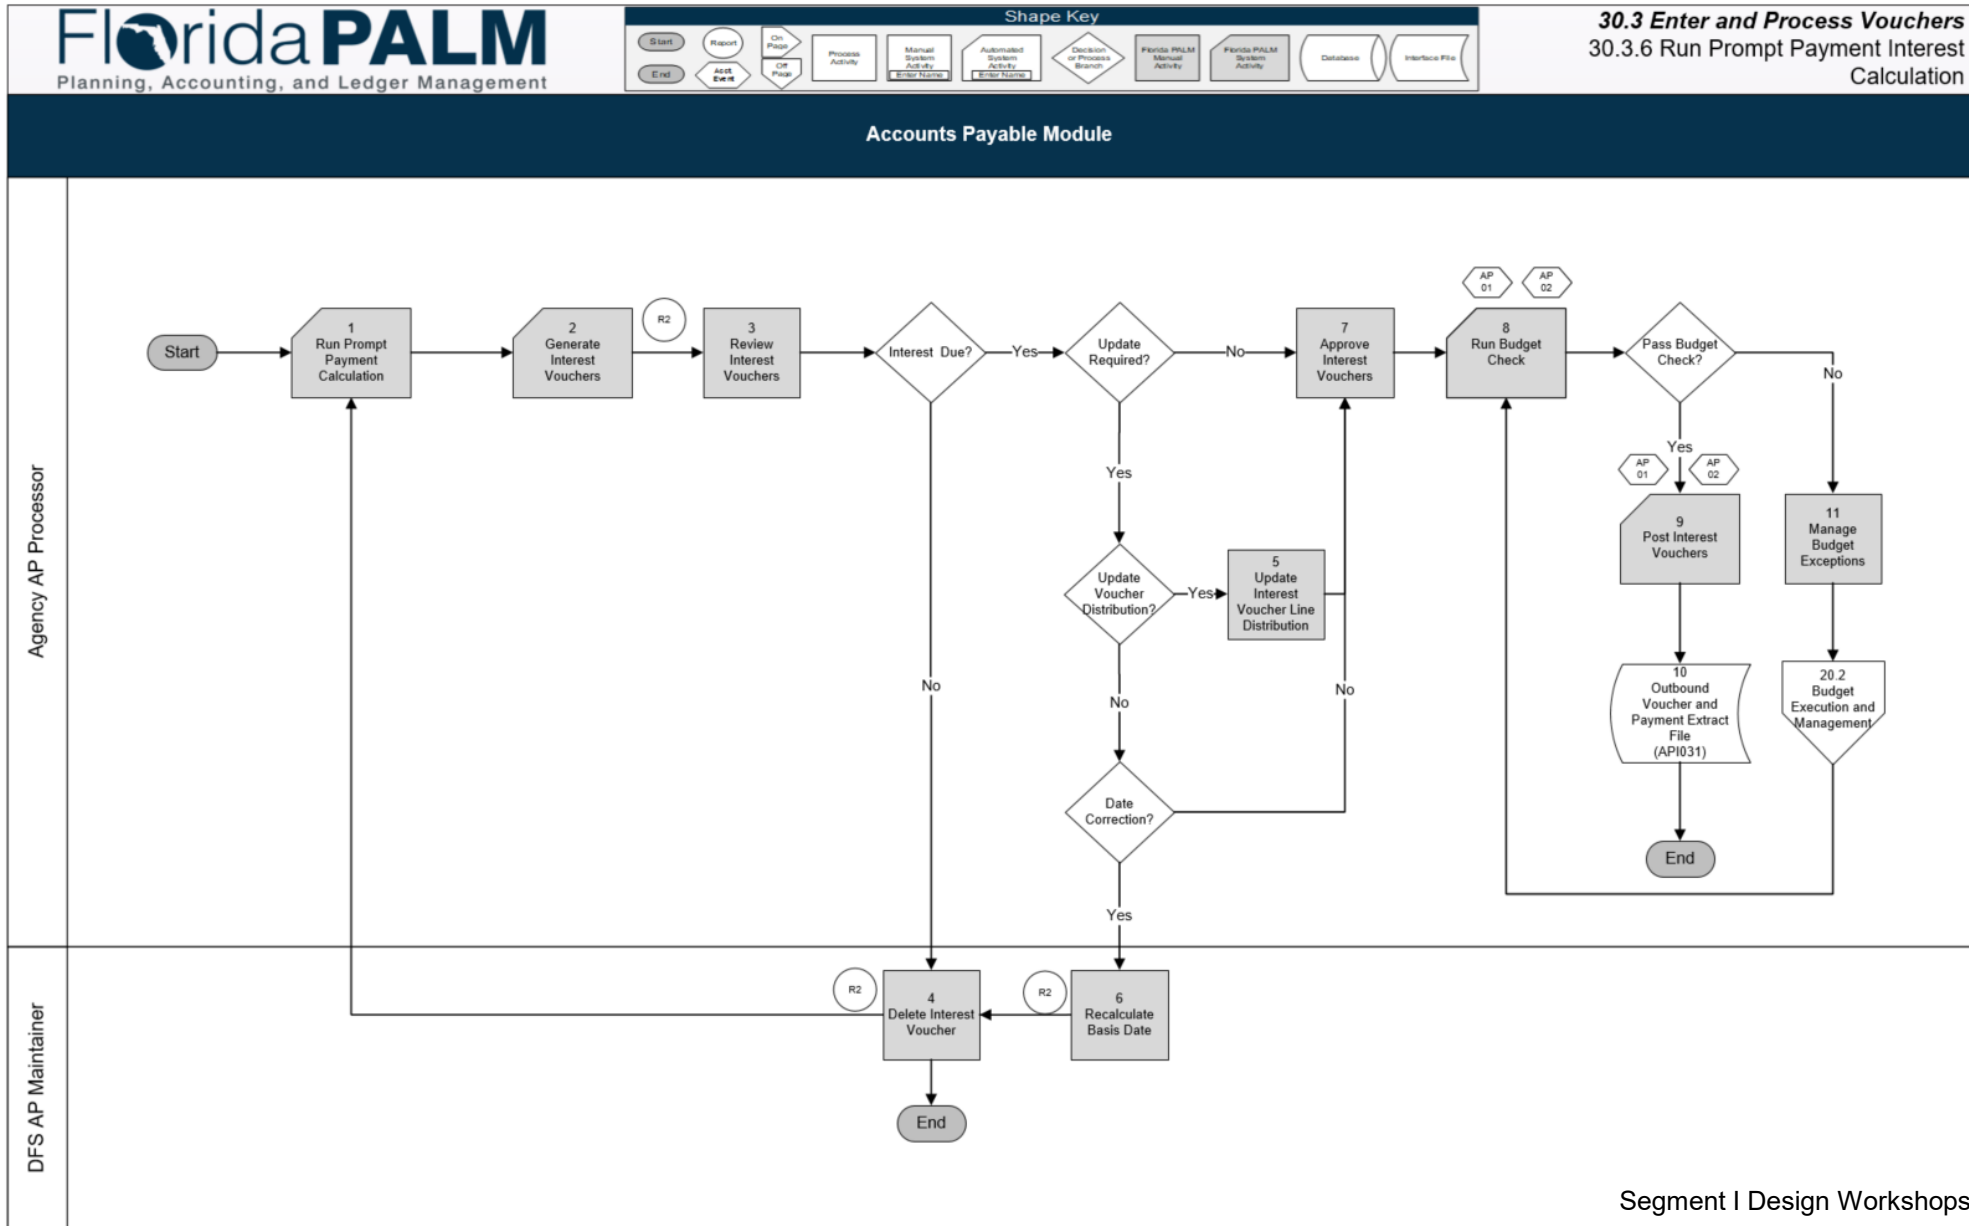 Florida PALM
Planning, Accounting, and Ledger Management
Shape Key
Start
End
Report
Acct
Event
On
Page
Off
Page
Process
Activity
Manual
System
Activity
Enter Name
Automated
System
Activity
Enter Name
Decision
or Process
Branch
Florida PALM
Manual
Activity
Florida PALM
System
Activity
Database
Interface File
30.3 Enter and Process Vouchers
30.3.6 Run Prompt Payment Interest
Calculation
Accounts Payable Module
Agency AP Processor
Start
1
Run Prompt
Payment
Calculation
2
Generate
Interest
Vouchers
R2
3
Review
Interest
Vouchers
Interest Due?
Yes
Update
Required?
No
7
Approve
Interest
Vouchers
AP
01
AP
02
8
Run Budget
Check
Pass Budget
Check?
No
Yes
Yes
AP
01
AP
02
Update
Voucher
Distribution?
Yes
5
Update
Interest
Voucher Line
Distribution
9
Post Interest
Vouchers
11
Manage
Budget
Exceptions
No
No
No
10
Outbound
Voucher and
Payment Extract
File
(API031)
20.2
Budget
Execution and
Management
Date
Correction?
End
Yes
DFS AP Maintainer
R2
4
Delete Interest
Voucher
R2
6
Recalculate
Basis Date
End
Segment I Design Workshops